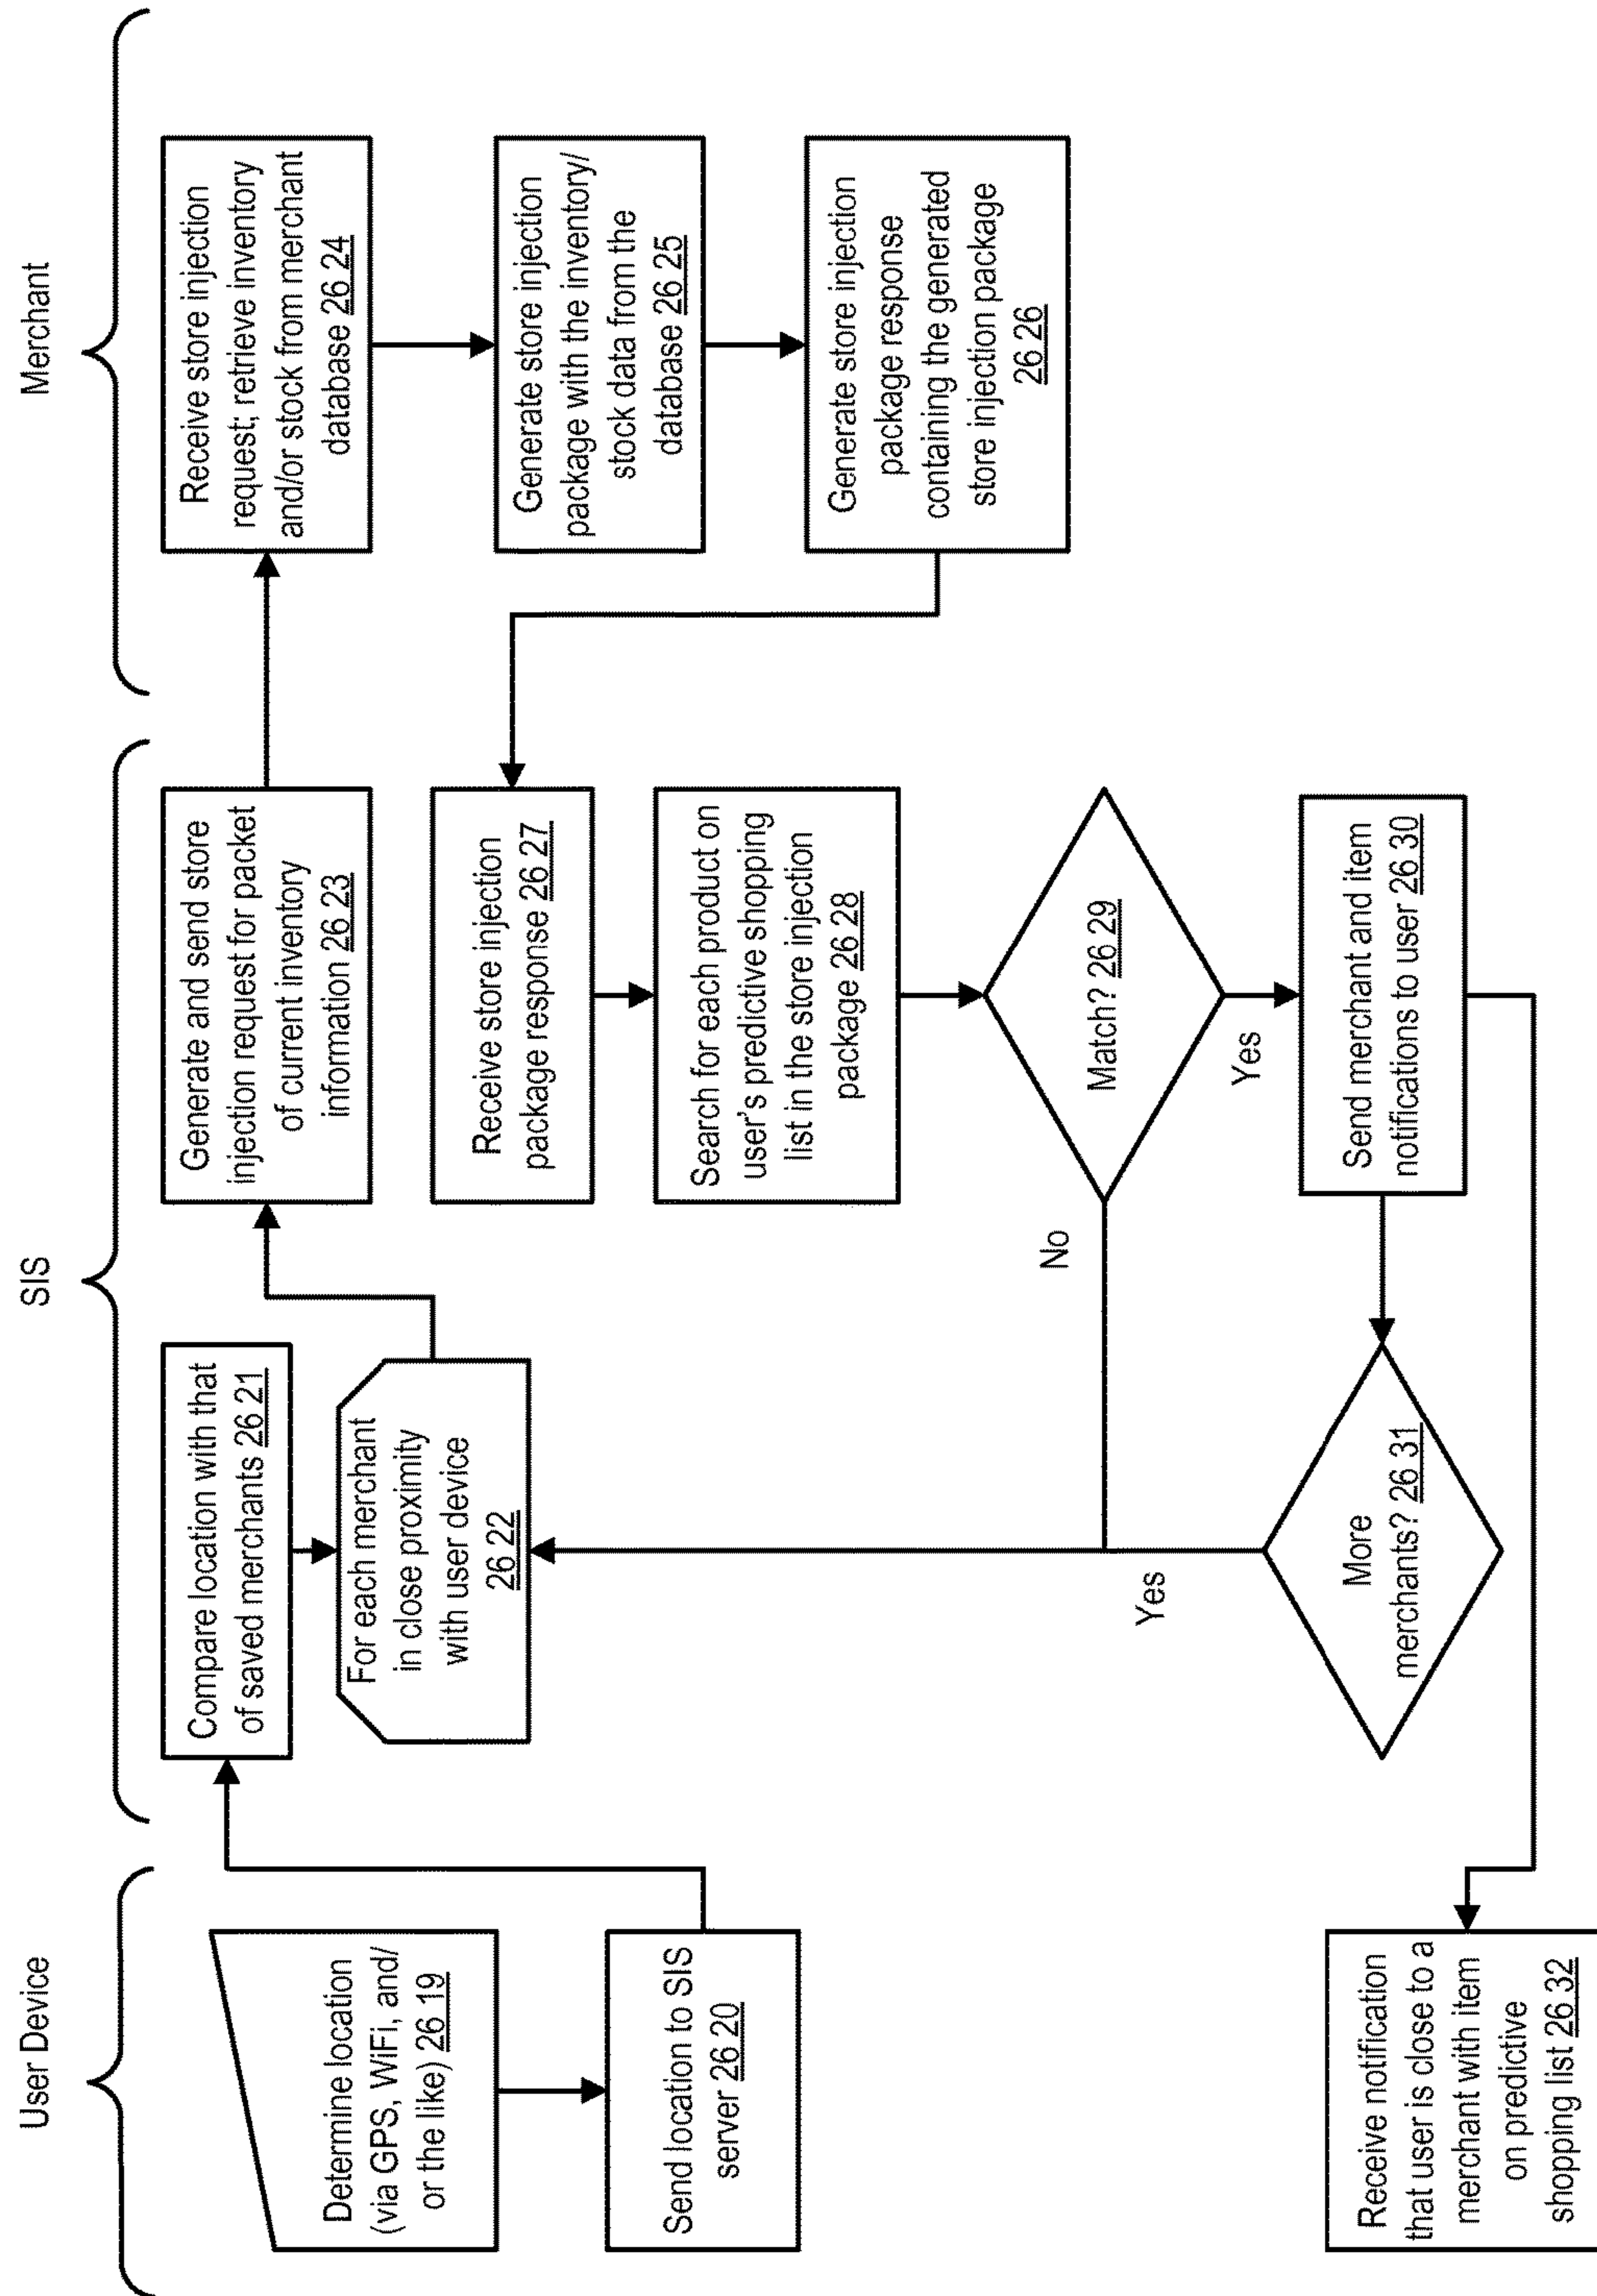 User Device
SIS
Merchant
Determine location
(via GPS, WiFi, and/
or the like) 26 19
Send location to SIS
server 26 20
Compare location with that
of saved merchants 26 21
For each merchant
in close proximity
with user device
26 22
Generate and send store
injection request for packet
of current inventory
information 26 23
Receive store injection
request; retrieve inventory
and/or stock from merchant
database 26 24
Generate store injection
package with the inventory/
stock data from the
database 26 25
Generate store injection
package response
containing the generated
store injection package
26 26
Receive store injection
package response 26 27
Search for each product on
user's predictive shopping
list in the store injection
package 26 28
Match? 26 29
No
Yes
Send merchant and item
notifications to user 26 30
More
merchants? 26 31
Yes
Receive notification
that user is close to a
merchant with item
on predictive
shopping list 26 32